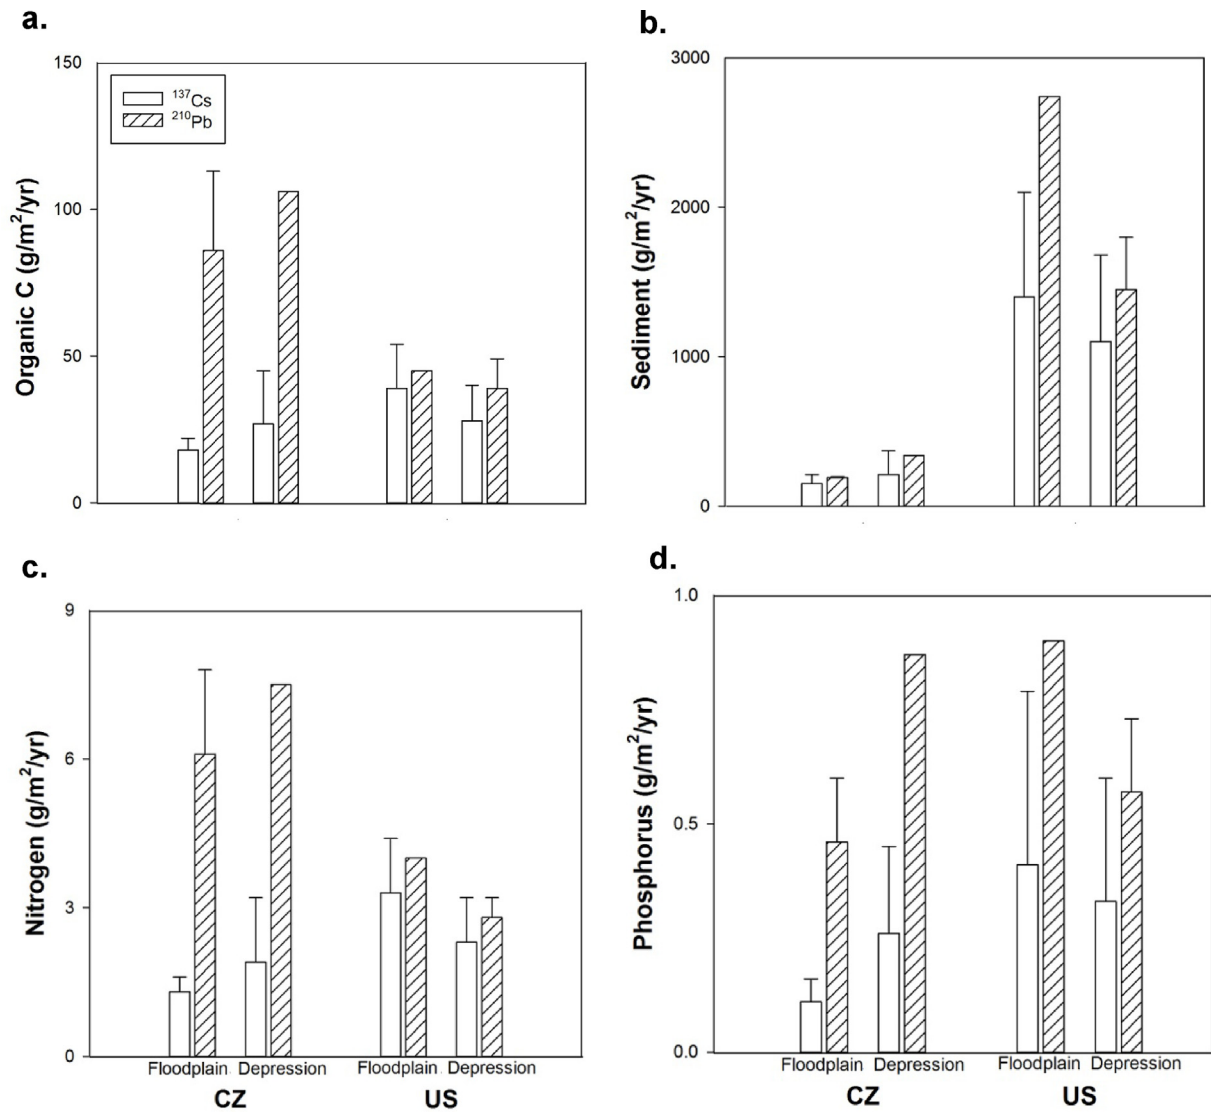 a.
150
100
50
0
Organic C (g/m²/yr)
¹³⁷Cs
²¹⁰Pb
b.
3000
2000
1000
0
Sediment (g/m²/yr)
c.
9
6
3
0
Nitrogen (g/m²/yr)
Floodplain Depression Floodplain Depression
CZ US
d.
1.0
0.5
0.0
Phosphorus (g/m²/yr)
Floodplain Depression Floodplain Depression
CZ US